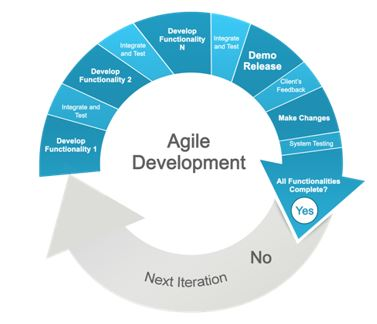 Develop
Functionality 1
Integrate and
Test
Develop
Functionality 2
Integrate
and Test
Develop
Functionality
N
Integrate
and Test
Demo
Release
Client's
Feedback
Make Changes
System Testing
All Functionalities
Complete?
Yes
No
Next Iteration
Agile
Development